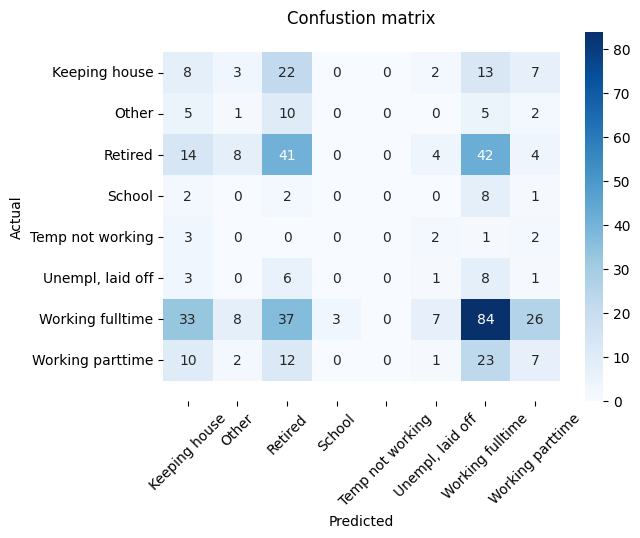 Confustion matrix
Actual
Keeping house 8 3 22 0 0 2 13 7
Other 5 1 10 0 0 0 5 2
Retired 14 8 41 0 0 4 42 4
School 2 0 2 0 0 0 8 1
Temp not working 3 0 0 0 0 2 1 2
Unempl, laid off 3 0 6 0 0 1 8 1
Working fulltime 33 8 37 3 0 7 84 26
Working parttime 10 2 12 0 0 1 23 7
Keeping house Other Retired School Temp not working Unempl, laid off Working fulltime Working parttime
Predicted
80
70
60
50
40
30
20
10
0